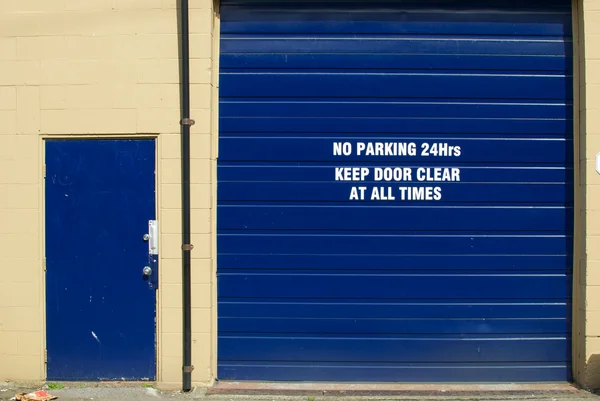 NO PARKING 24Hrs
KEEP DOOR CLEAR
AT ALL TIMES